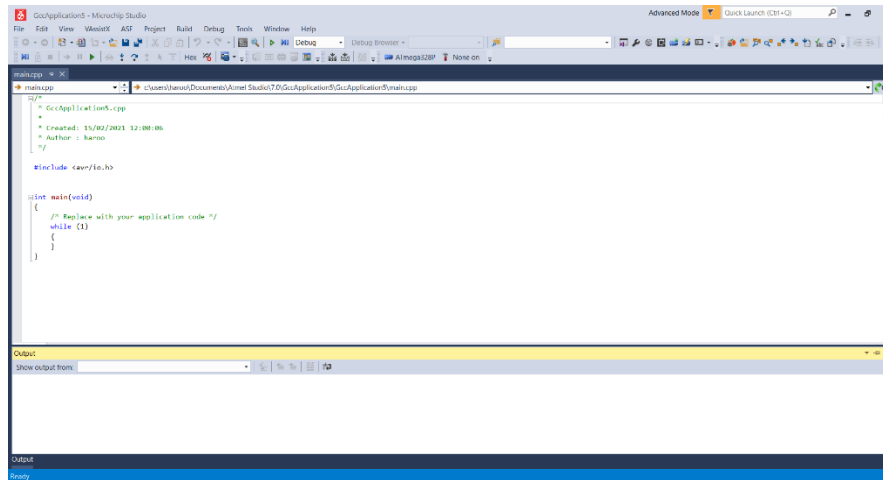 GccApplication5 - Microchip Studio
Advanced Mode
Quick Launch (Ctrl+Q)
File Edit View VAssistX ASF Project Build Debug Tools Window Help
Debug
Debug Browser
Hex
ATmega328P
None on
main.cpp
main.cpp
c:\users\haroo\Documents\Atmel Studio\7.0\GccApplication5\GccApplication5\main.cpp
/*
* GccApplication5.cpp
*
* Created: 15/02/2021 12:00:06
* Author : haroo
*/
#include <avr/io.h>
int main(void)
{
/* Replace with your application code */
while (1)
{
}
}
Output
Show output from:
Output
Ready